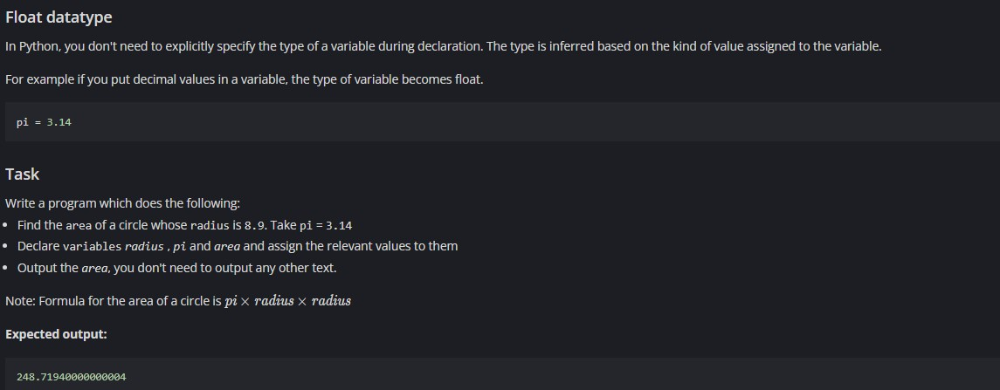 Float datatype
In Python, you don't need to explicitly specify the type of a variable during declaration. The type is inferred based on the kind of value assigned to the variable.
For example if you put decimal values in a variable, the type of variable becomes float.
pi = 3.14
Task
Write a program which does the following:
• Find the area of a circle whose radius is 8.9. Take pi = 3.14
• Declare variables radius , pi and area and assign the relevant values to them
• Output the area, you don't need to output any other text.
Note: Formula for the area of a circle is pi × radius × radius
Expected output:
248.71940000000004